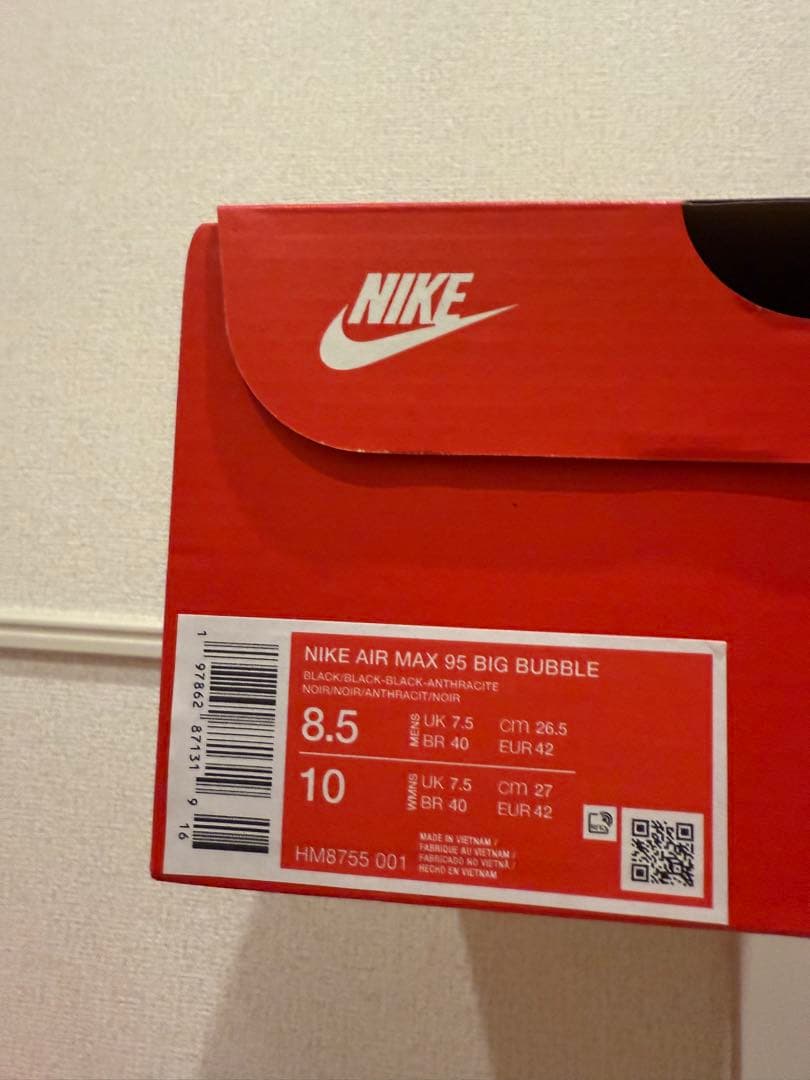 NIKE
NIKE AIR MAX 95 BIG BUBBLE
BLACK/BLACK-BLACK-ANTHRACITE
NOIR/NOIR/ANTHRACIT/NOIR
8.5
MENS
UK 7.5
cm 26.5
BR 40
EUR 42
10
WMNS
UK 7.5
cm 27
BR 40
EUR 42
HM8755 001
MADE IN VIETNAM /
FABRIQUE AU VIETNAM /
FABRICADO NO VIETNÃ /
HECHO EN VIETNAM
1 97862 87131 9 16